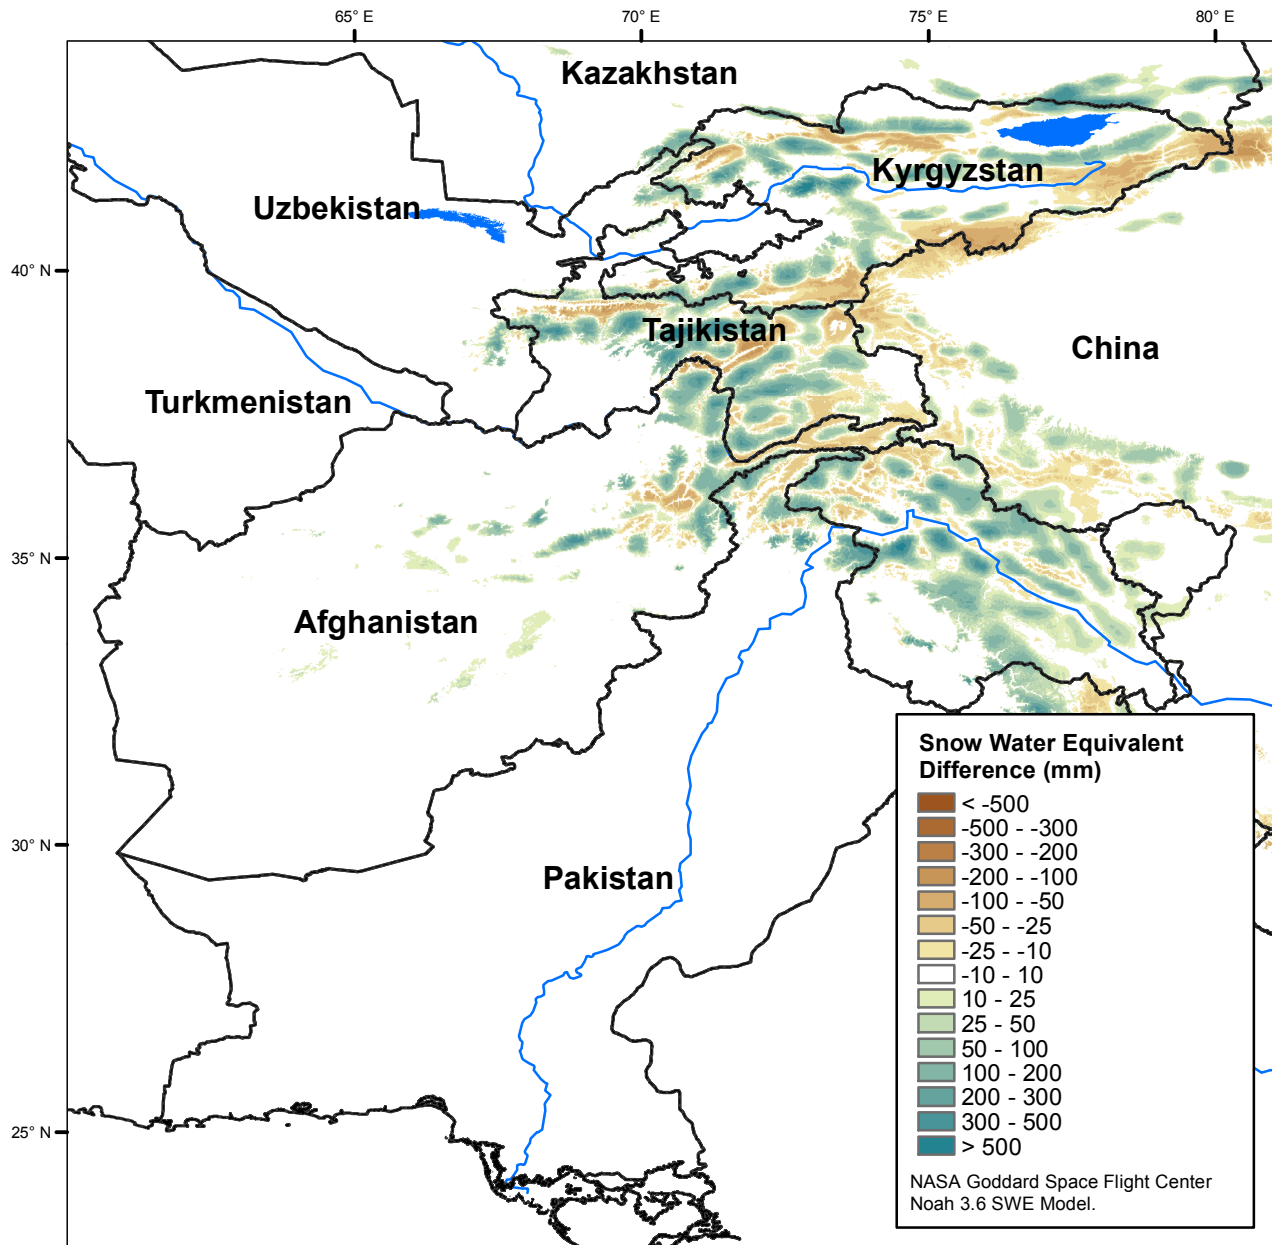 65° E
70° E
75° E
80° E
Kazakhstan
Kyrgyzstan
Uzbekistan
40° N
Tajikistan
China
Turkmenistan
35° N
Afghanistan
30° N
Pakistan
25° N
Snow Water Equivalent
Difference (mm)
< -500
-500 - -300
-300 - -200
-200 - -100
-100 - -50
-50 - -25
-25 - -10
-10 - 10
10 - 25
25 - 50
50 - 100
100 - 200
200 - 300
300 - 500
> 500
NASA Goddard Space Flight Center
Noah 3.6 SWE Model.